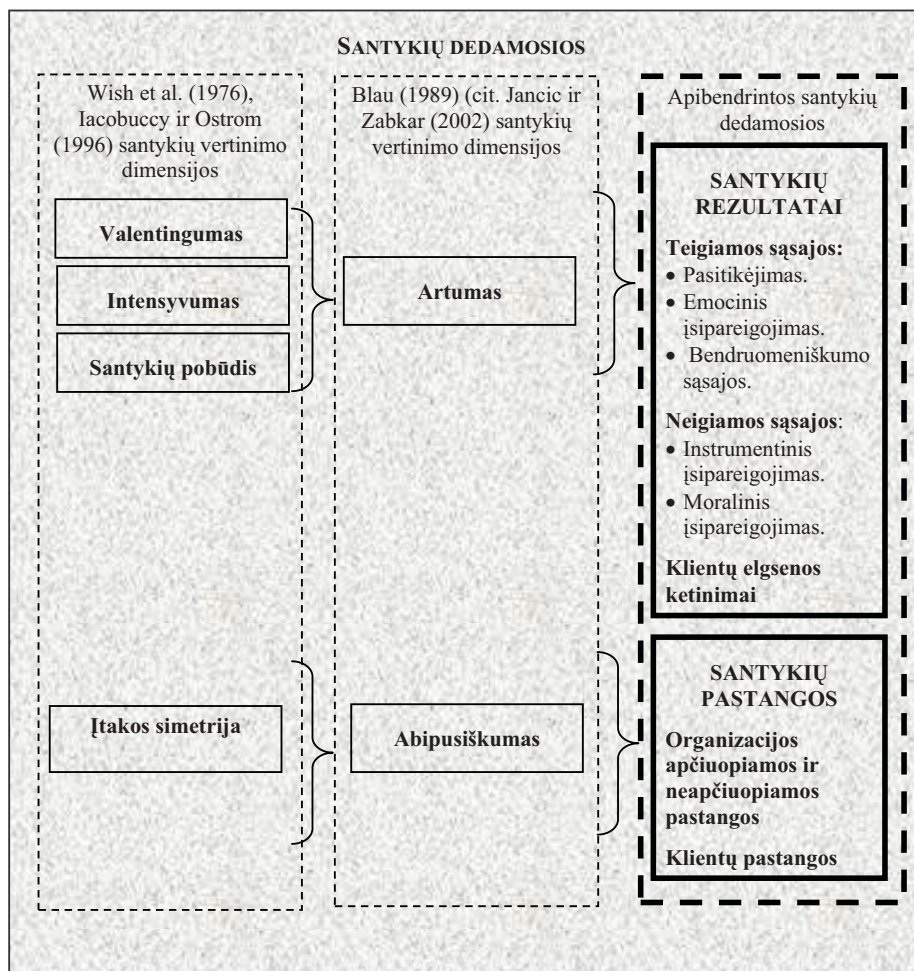 SANTYKIŲ DEDAMOSIOS
Wish et al. (1976),
Iacobuccy ir Ostrom
(1996) santykių vertinimo
dimensijos
Valentingumas
Intensyvumas
Santykių pobūdis
Įtakos simetrija
Blau (1989) (cit. Jancic ir
Zabkar (2002) santykių
vertinimo dimensijos
Artumas
Abipusiškumas
Apibendrintos santykių
dedamosios
SANTYKIŲ
REZULTATAI
Teigiamos sąsajos:
• Pasitikėjimas.
• Emocinis
įsipareigojimas.
• Bendruomeniškumo
sąsajos.
Neigiamos sąsajos:
• Instrumentinis
įsipareigojimas.
• Moralinis
įsipareigojimas.
Klientų elgsenos
ketinimai
SANTYKIŲ
PASTANGOS
Organizacijos
apčiuopiamos ir
neapčiuopiamos
pastangos
Klientų pastangos